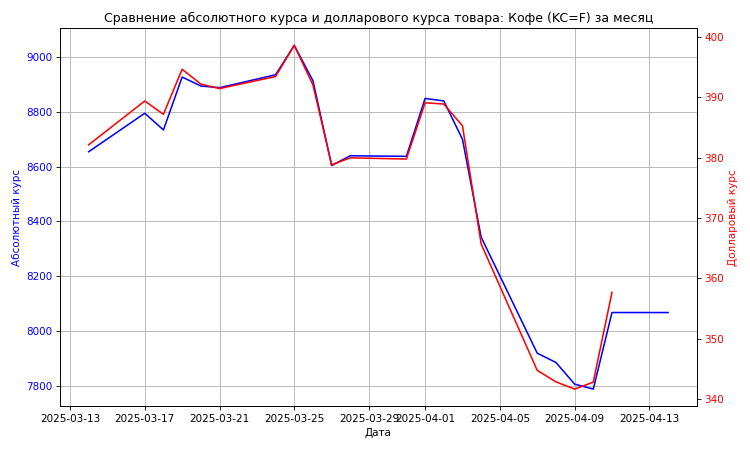 Сравнение абсолютного курса и долларового курса товара: Кофе (KC=F) за месяц
Абсолютный курс
9000
8800
8600
8400
8200
8000
7800
Долларовый курс
400
390
380
370
360
350
340
2025-03-13 2025-03-17 2025-03-21 2025-03-25 2025-03-29 2025-04-01 2025-04-05 2025-04-09 2025-04-13
Дата